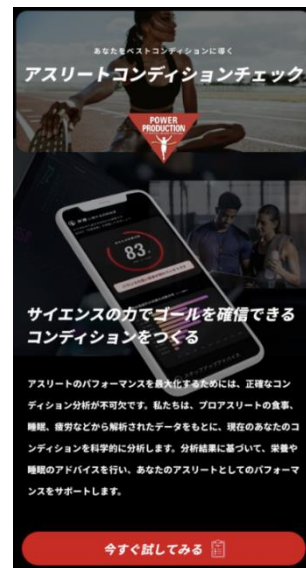 あなたをベストコンディションに導く
アスリートコンディションチェック
POWER
PRODUCTION
83
サイエンスの力でゴールを確信できる
コンディションをつくる
アスリートのパフォーマンスを最大化するためには、正確なコン
ディション分析が不可欠です。私たちは、プロアスリートの食事、
睡眠、疲労などから解析されたデータをもとに、現在のあなたのコ
ンディションを科学的に分析します。分析結果に基づいて、栄養や
睡眠のアドバイスを行い、あなたのアスリートとしてのパフォーマ
ンスをサポートします。
今すぐ試してみる